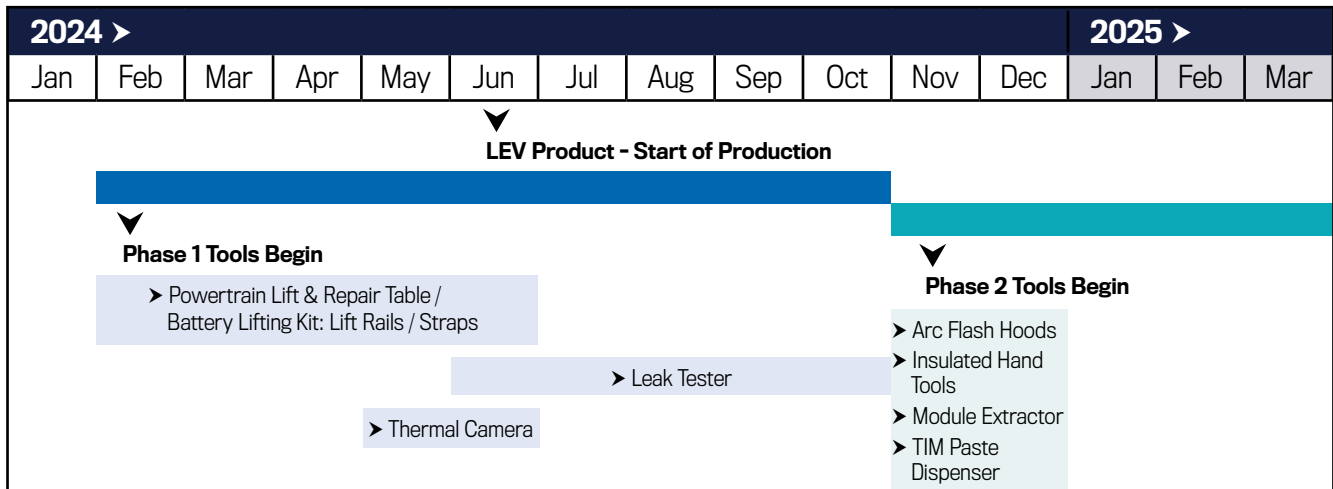 2024 ➤ 2025 ➤
Jan Feb Mar Apr May Jun Jul Aug Sep Oct Nov Dec Jan Feb Mar
LEV Product - Start of Production
Phase 1 Tools Begin
➤ Powertrain Lift & Repair Table /
Battery Lifting Kit: Lift Rails / Straps
➤ Leak Tester
➤ Thermal Camera
Phase 2 Tools Begin
➤ Arc Flash Hoods
➤ Insulated Hand
Tools
➤ Module Extractor
➤ TIM Paste
Dispenser